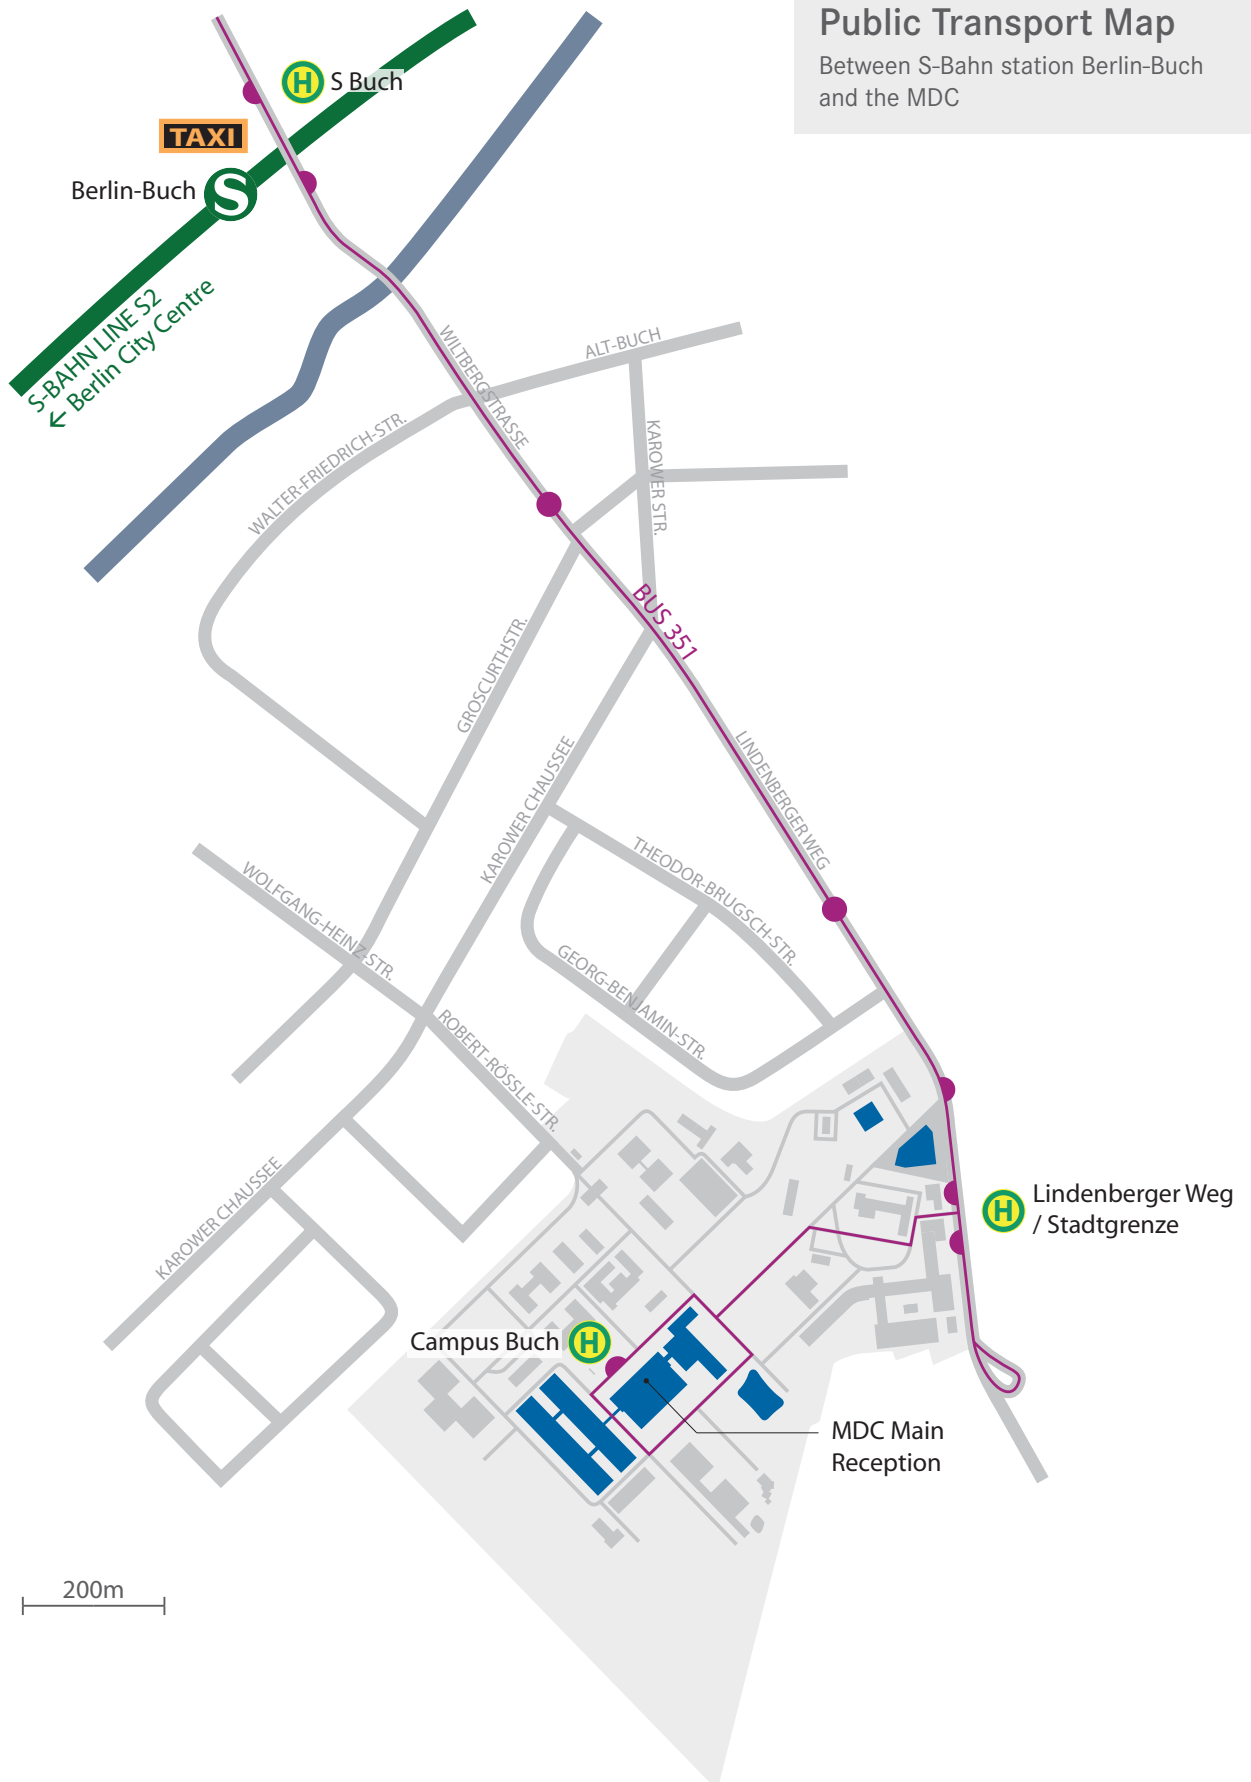 Public Transport Map
Between S-Bahn station Berlin-Buch
and the MDC
H
S Buch
TAXI
Berlin-Buch
S
S-BAHN LINE S2
← Berlin City Centre
WILTBERGSTRASSE
ALT-BUCH
WALTER-FRIEDRICH-STR.
KAROWER STR.
BUS 351
GROSCURTHSTR.
KAROWER CHAUSSEE
LINDENBERGER WEG
THEODOR-BRUGSCH-STR.
WOLFGANG-HEINZ-STR.
GEORG-BENJAMIN-STR.
ROBERT-RÖSSLE-STR.
KAROWER CHAUSSEE
H
Lindenberger Weg
/ Stadtgrenze
Campus Buch
H
MDC Main
Reception
200m